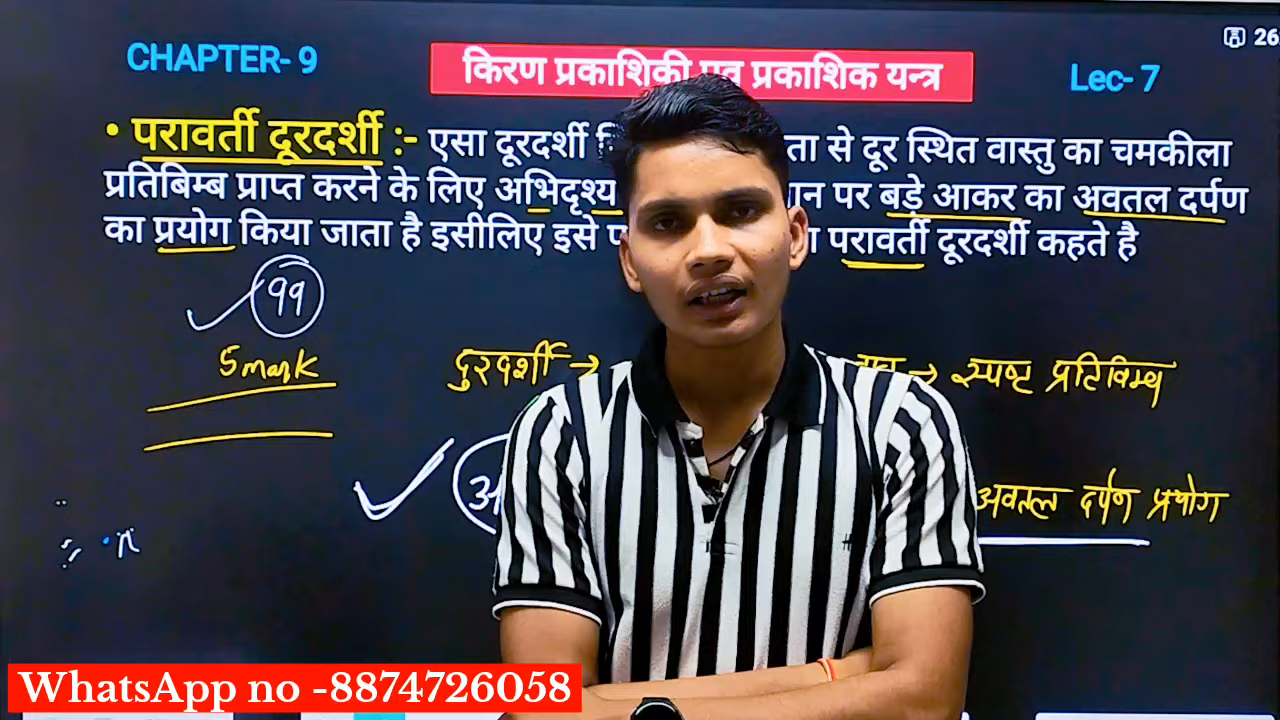 CHAPTER- 9
किरण प्रकाशिकी एव प्रकाशिक यन्त्र
Lec- 7
26
• परावर्ती दूरदर्शी :- एसा दूरदर्शी ता से दूर स्थित वास्तु का चमकीला
प्रतिबिम्ब प्राप्त करने के लिए अभिदृश्य ान पर बड़े आकर का अवतल दर्पण
का प्रयोग किया जाता है इसीलिए इसे परावर्ती दूरदर्शी कहते है
99
5 mark
दुरदर्शी → → स्पष्ट प्रतिविम्ब
अवतल दर्पण प्रयोग
WhatsApp no -8874726058